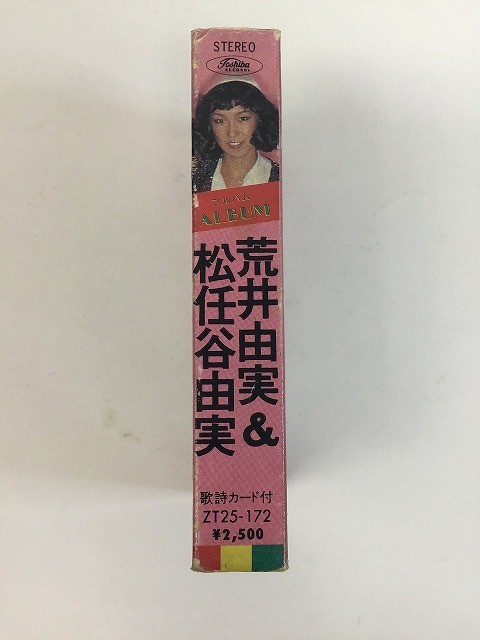 STEREO
Toshiba
RECORDS
アルバム
ALBUM
荒井由実&
松任谷由実
歌詩カード付
ZT25-172
¥2,500